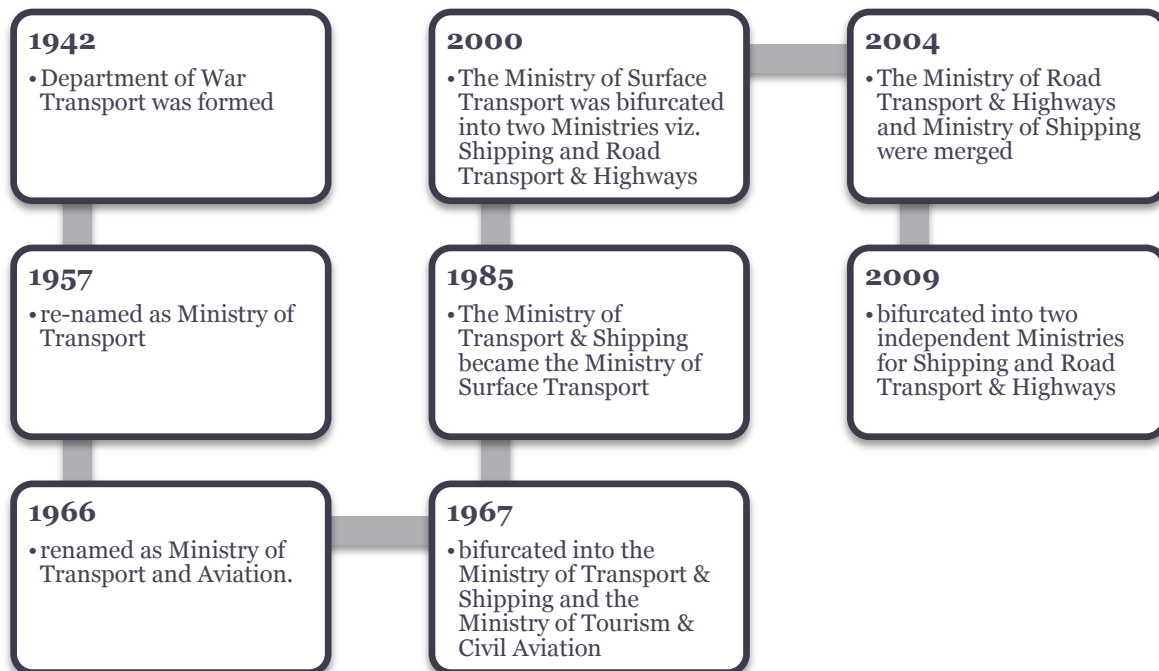 1942
•Department of War
Transport was formed
1957
•re-named as Ministry of
Transport
1966
•renamed as Ministry of
Transport and Aviation.
1967
•bifurcated into the
Ministry of Transport &
Shipping and the
Ministry of Tourism &
Civil Aviation
1985
•The Ministry of
Transport & Shipping
became the Ministry of
Surface Transport
2000
•The Ministry of Surface
Transport was bifurcated
into two Ministries viz.
Shipping and Road
Transport & Highways
2004
•The Ministry of Road
Transport & Highways
and Ministry of Shipping
were merged
2009
•bifurcated into two
independent Ministries
for Shipping and Road
Transport & Highways